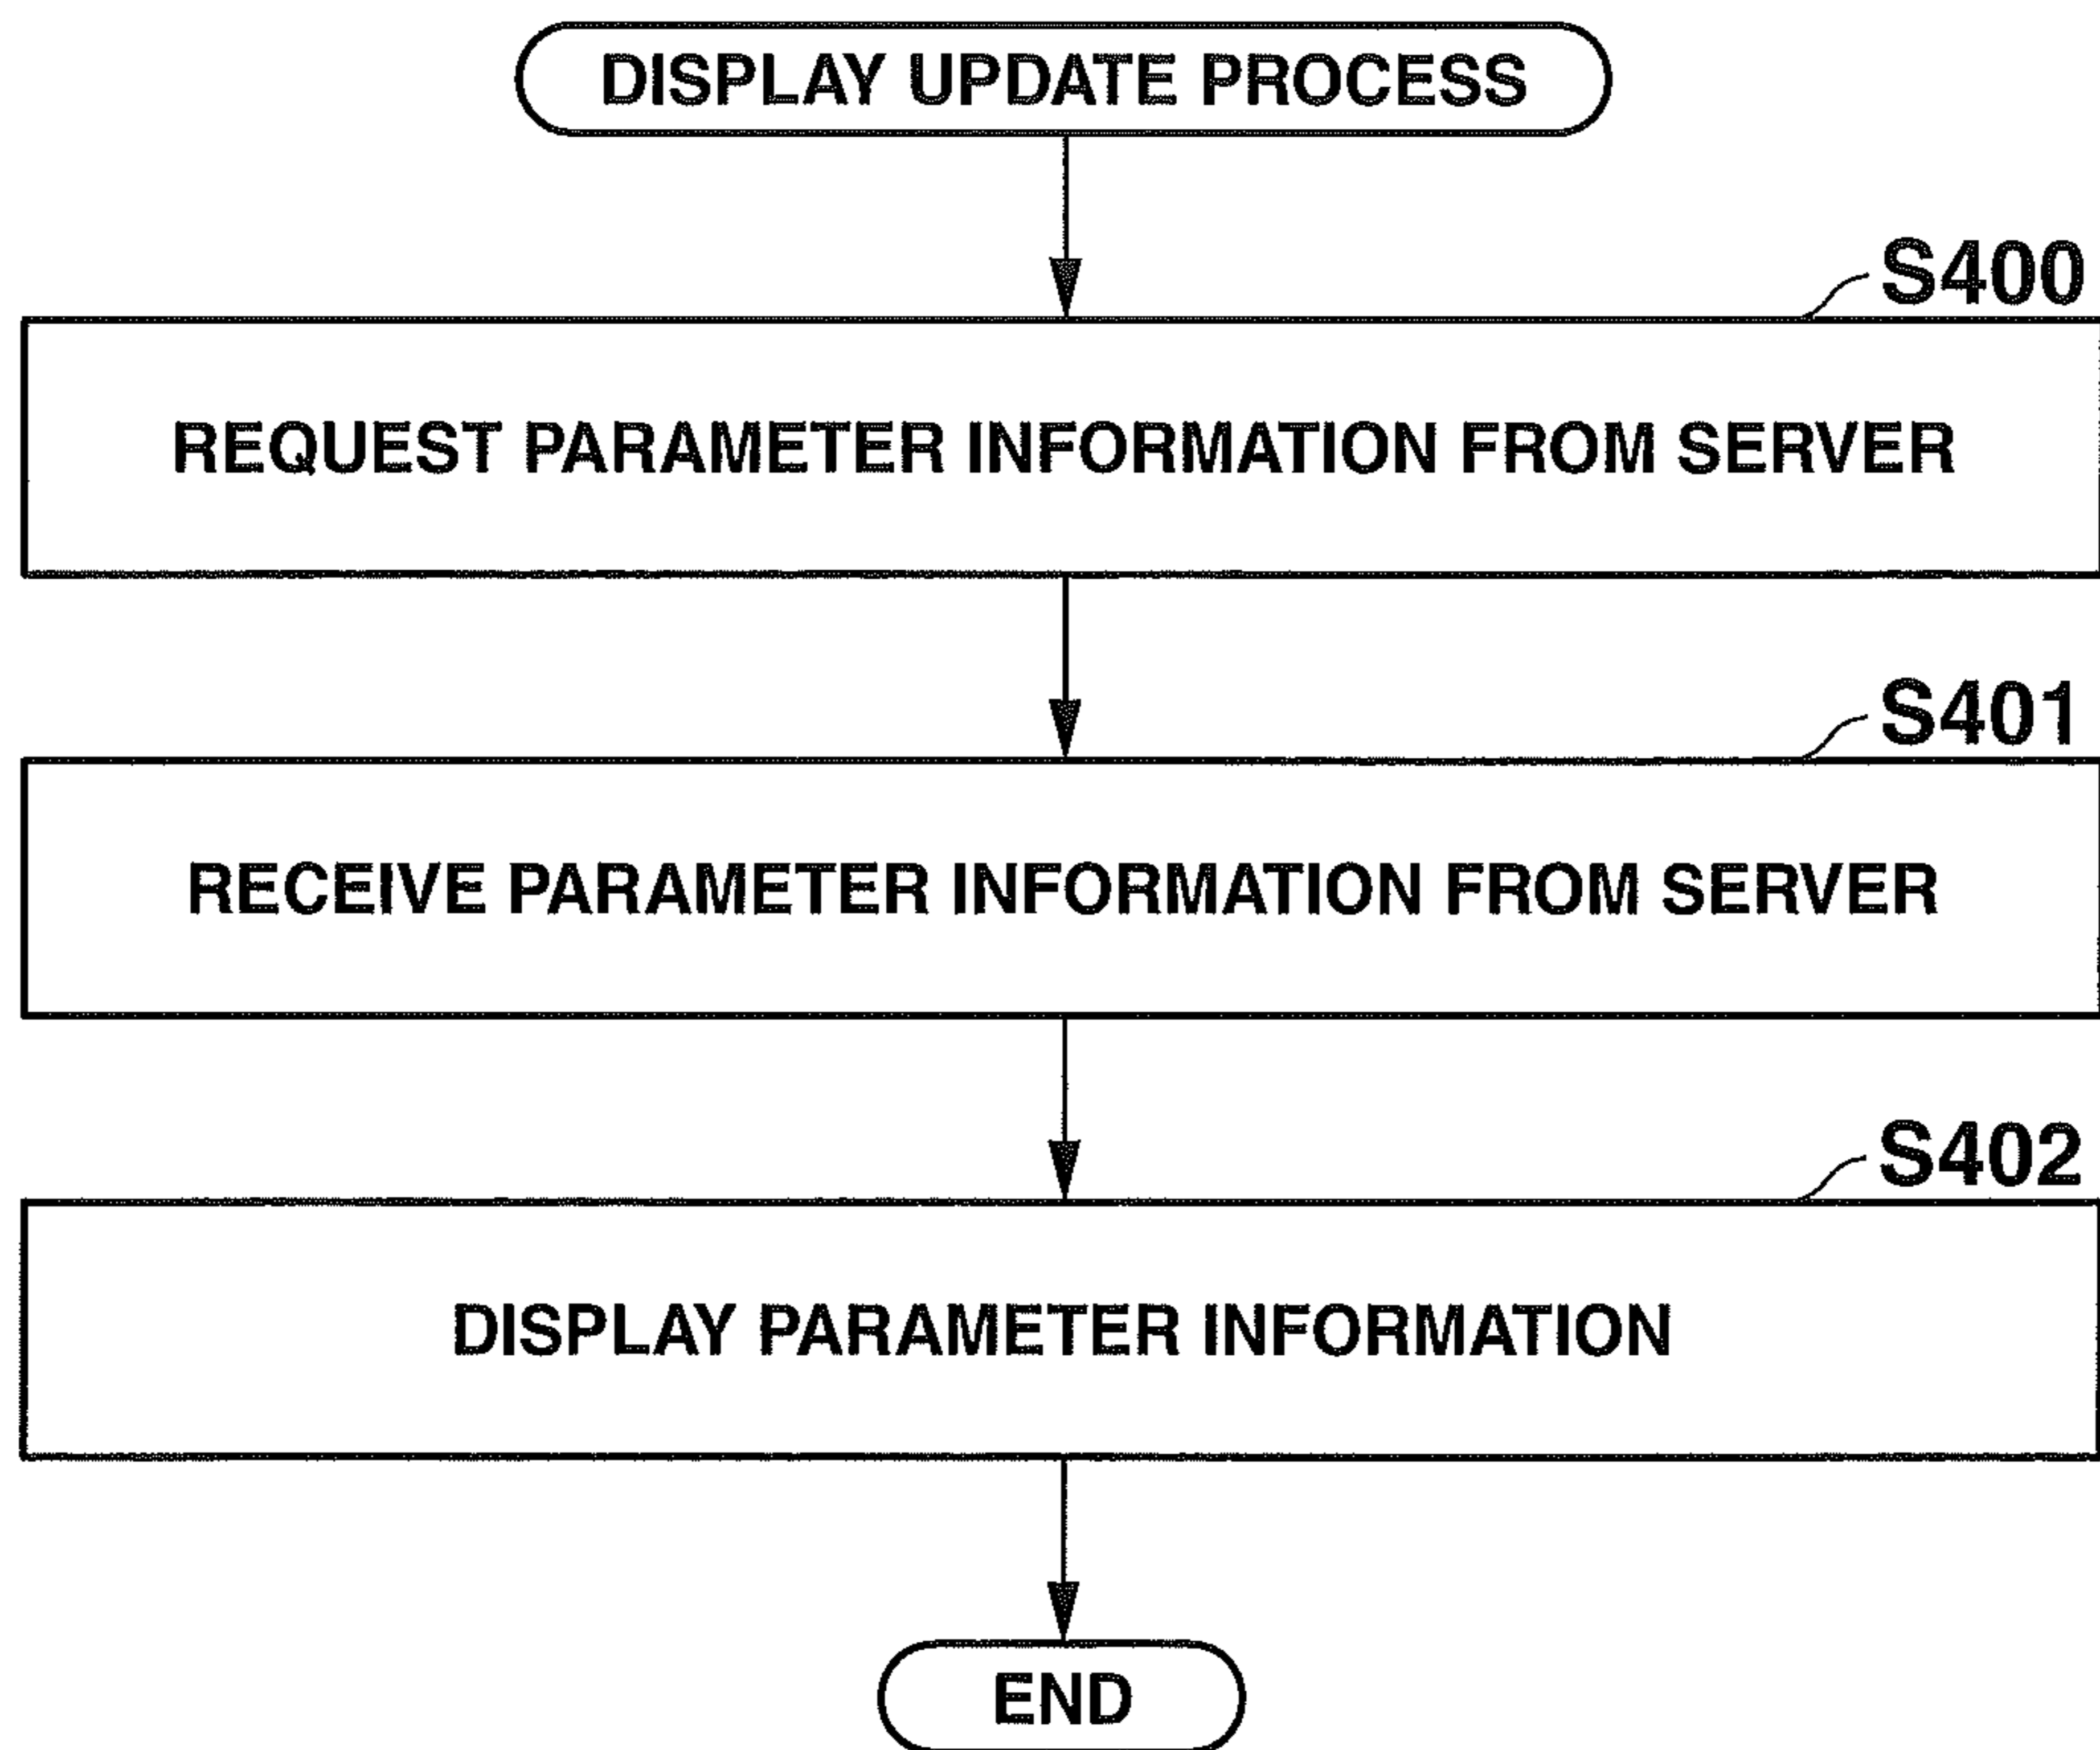 DISPLAY UPDATE PROCESS
S400
REQUEST PARAMETER INFORMATION FROM SERVER
S401
RECEIVE PARAMETER INFORMATION FROM SERVER
S402
DISPLAY PARAMETER INFORMATION
END